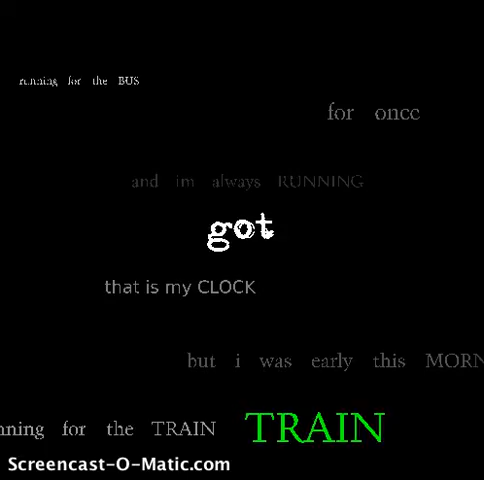 running for the BUS
for once
and im always RUNNING
got
that is my CLOCK
but i was early this MORN
nning for the TRAIN TRAIN
Screencast-O-Matic.com